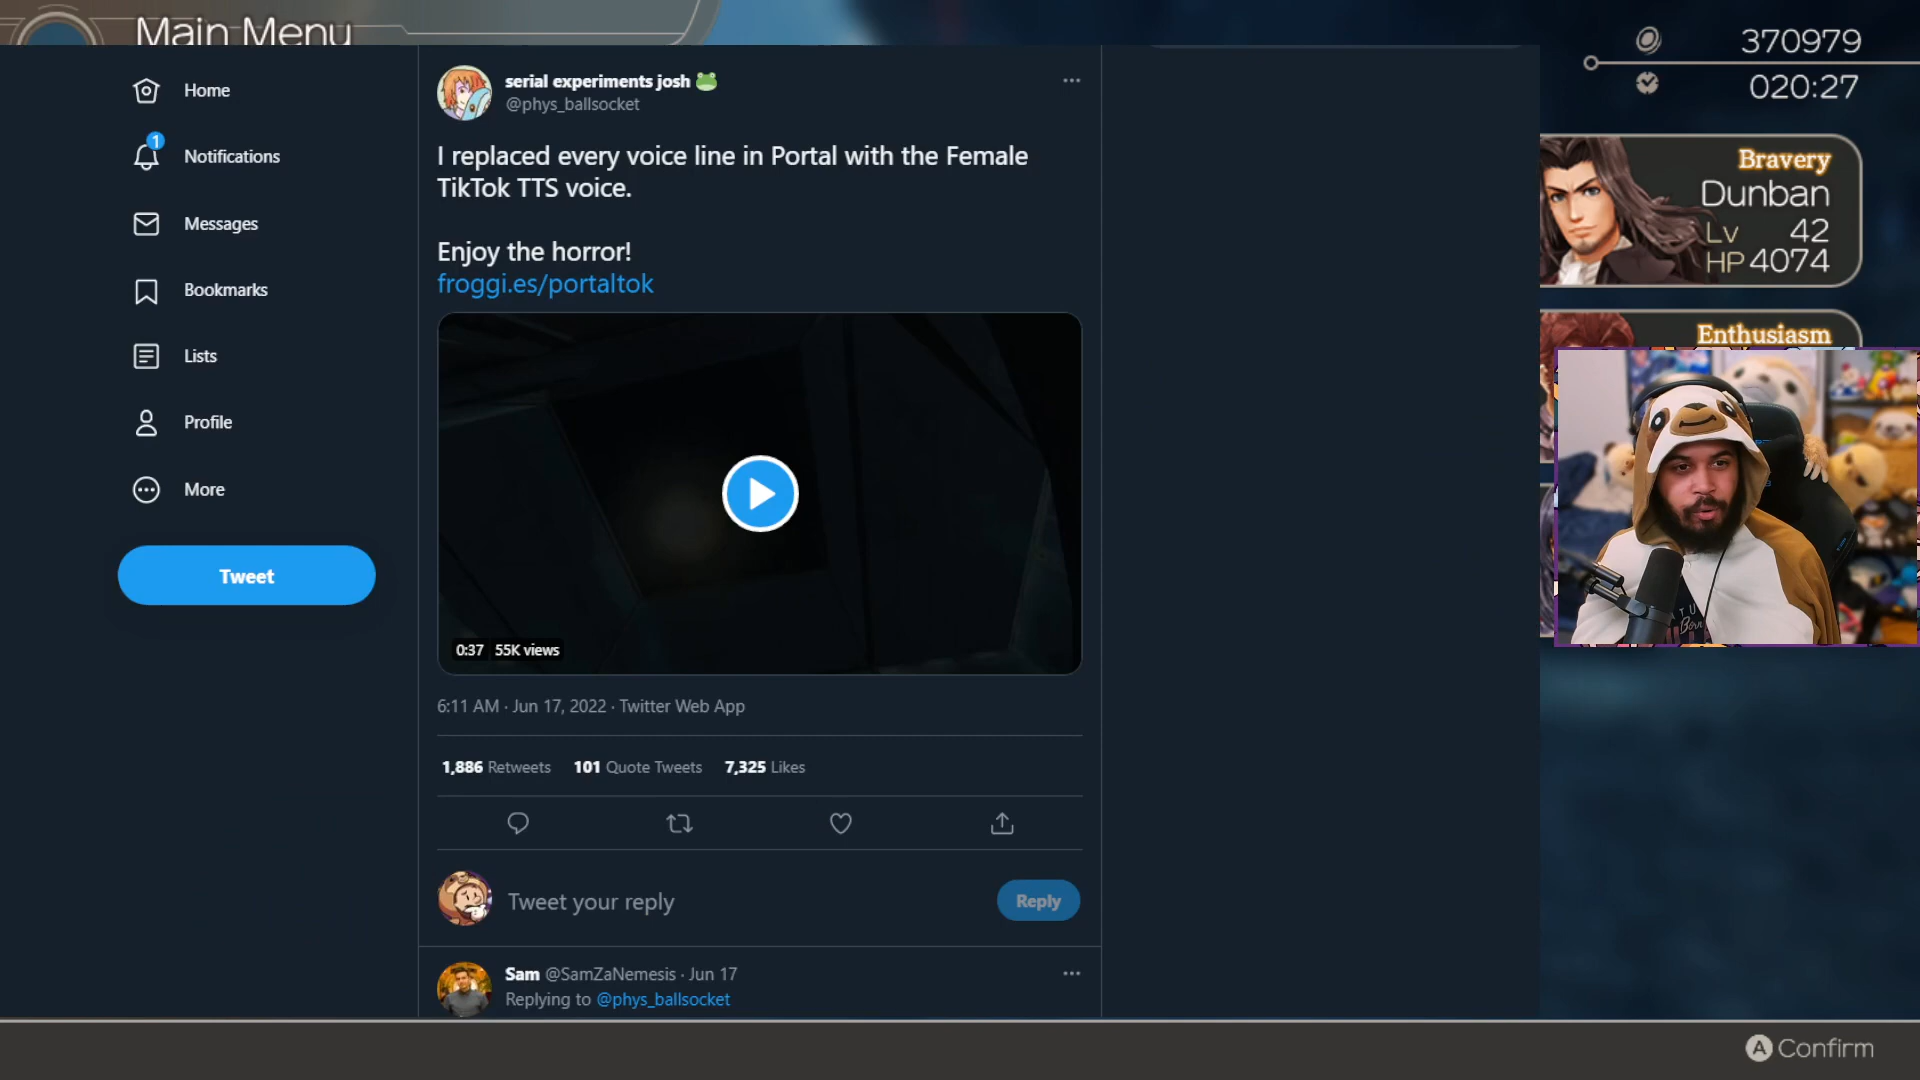 Main Menu
370979
020:27
Home
1
Notifications
Messages
Bookmarks
Lists
Profile
More
Tweet
serial experiments josh 🐸
@phys_ballsocket
I replaced every voice line in Portal with the Female
TikTok TTS voice.
Enjoy the horror!
froggi.es/portaltok
0:37 55K views
6:11 AM · Jun 17, 2022 · Twitter Web App
1,886 Retweets 101 Quote Tweets 7,325 Likes
Tweet your reply
Reply
Sam @SamZaNemesis · Jun 17
Replying to @phys_ballsocket
Bravery
Dunban
Lv 42
HP 4074
Enthusiasm
Born
A Confirm